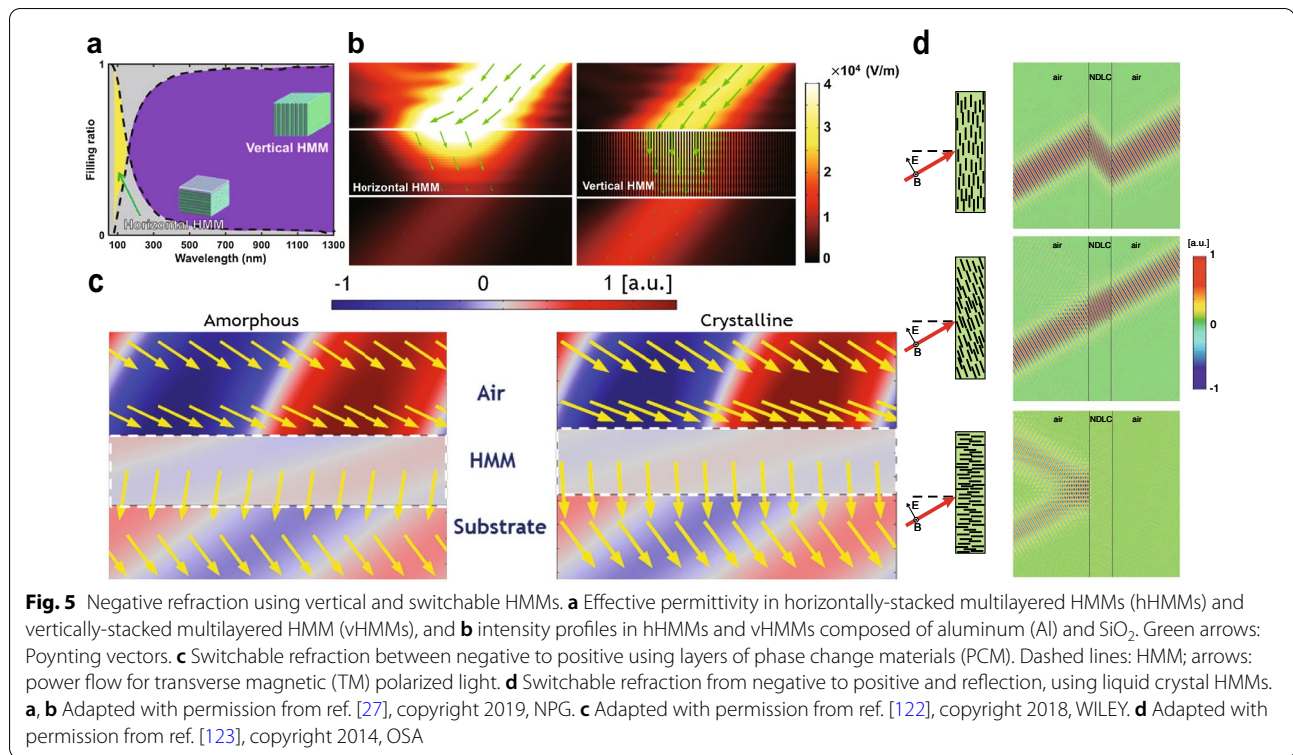 a
1
Filling ratio
0
Vertical HMM
Horizontal HMM
100 300 500 700 900 1100 1300
Wavelength (nm)
b
×10⁴ (V/m)
4
3
2
1
0
Horizontal HMM
Vertical HMM
c
-1 0 1 [a.u.]
Amorphous
Crystalline
Air
HMM
Substrate
d
air NDLC air
E
B
air NDLC air
E
B
[a.u.]
1
0
-1
air NDLC air
E
B
Fig. 5 Negative refraction using vertical and switchable HMMs. a Effective permittivity in horizontally-stacked multilayered HMMs (hHMMs) and
vertically-stacked multilayered HMM (vHMMs), and b intensity profiles in hHMMs and vHMMs composed of aluminum (Al) and SiO₂. Green arrows:
Poynting vectors. c Switchable refraction between negative to positive using layers of phase change materials (PCM). Dashed lines: HMM; arrows:
power flow for transverse magnetic (TM) polarized light. d Switchable refraction from negative to positive and reflection, using liquid crystal HMMs.
a, b Adapted with permission from ref. [27], copyright 2019, NPG. c Adapted with permission from ref. [122], copyright 2018, WILEY. d Adapted with
permission from ref. [123], copyright 2014, OSA